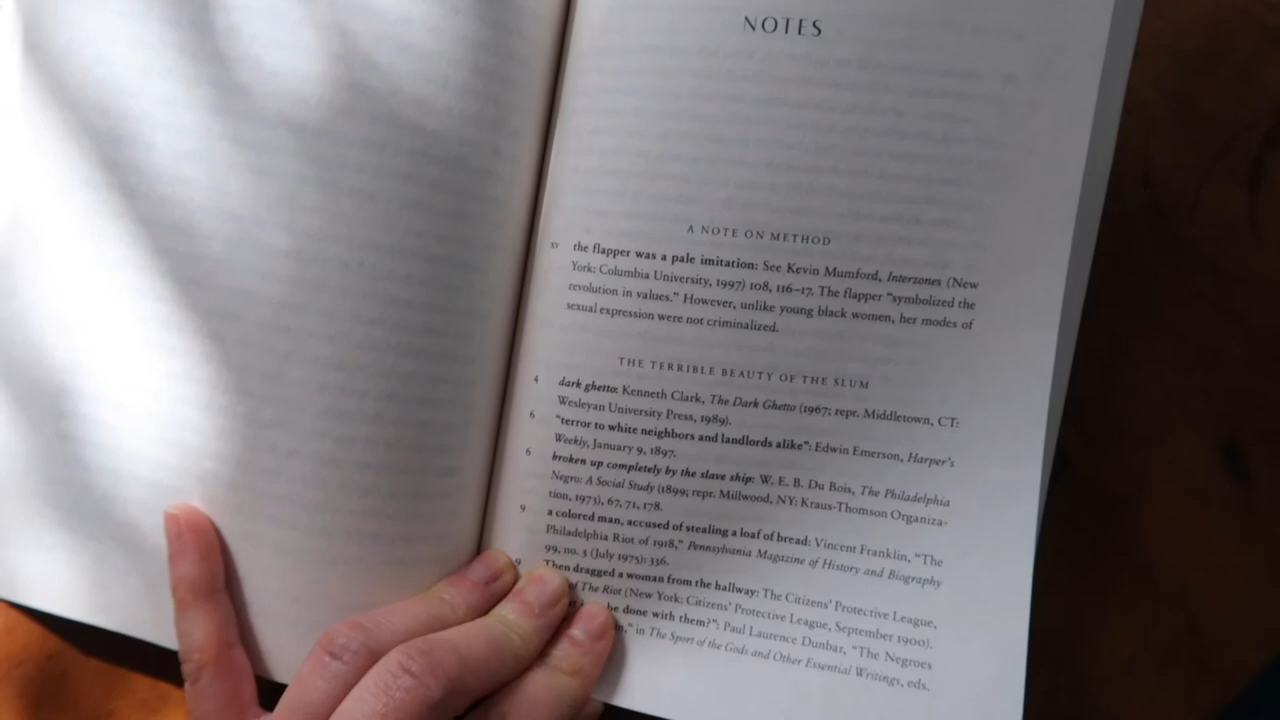 NOTES
A NOTE ON METHOD
xv the flapper was a pale imitation: See Kevin Mumford, Interzones (New
York: Columbia University, 1997) 108, 116–17. The flapper “symbolized the
revolution in values.” However, unlike young black women, her modes of
sexual expression were not criminalized.
THE TERRIBLE BEAUTY OF THE SLUM
4 dark ghetto: Kenneth Clark, The Dark Ghetto (1967; repr. Middletown, CT:
Wesleyan University Press, 1989).
6 “terror to white neighbors and landlords alike”: Edwin Emerson, Harper’s
Weekly, January 9, 1897.
6 broken up completely by the slave ship: W. E. B. Du Bois, The Philadelphia
Negro: A Social Study (1899; repr. Millwood, NY: Kraus-Thomson Organiza-
tion, 1973), 67, 71, 178.
9 a colored man, accused of stealing a loaf of bread: Vincent Franklin, “The
Philadelphia Riot of 1918,” Pennsylvania Magazine of History and Biography
99, no. 3 (July 1975): 336.
9 Then dragged a woman from the hallway: The Citizens’ Protective League,
of The Riot (New York: Citizens’ Protective League, September 1900).
be done with them?”: Paul Laurence Dunbar, “The Negroes
in The Sport of the Gods and Other Essential Writings, eds.